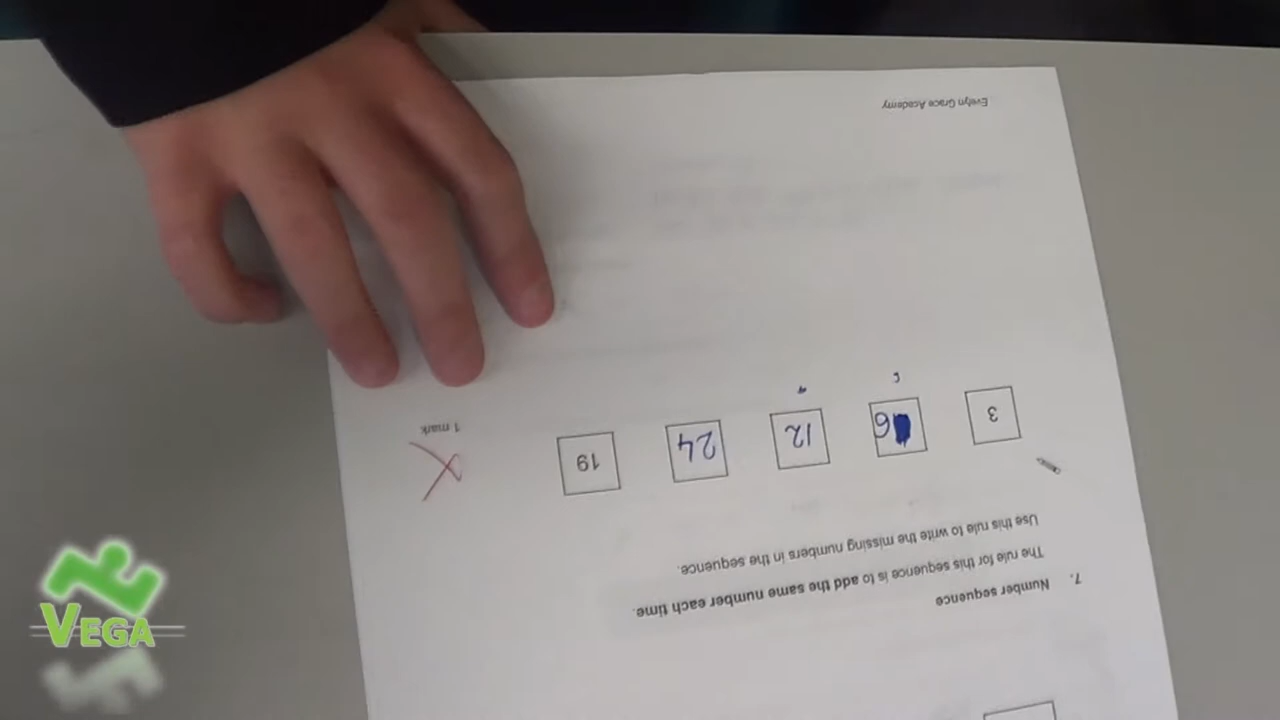 7. Number sequence
The rule for this sequence is to add the same number each time.
Use this rule to write the missing numbers in the sequence.
3 6 12 24 19
1 mark
Evelyn Grace Academy
VEGA